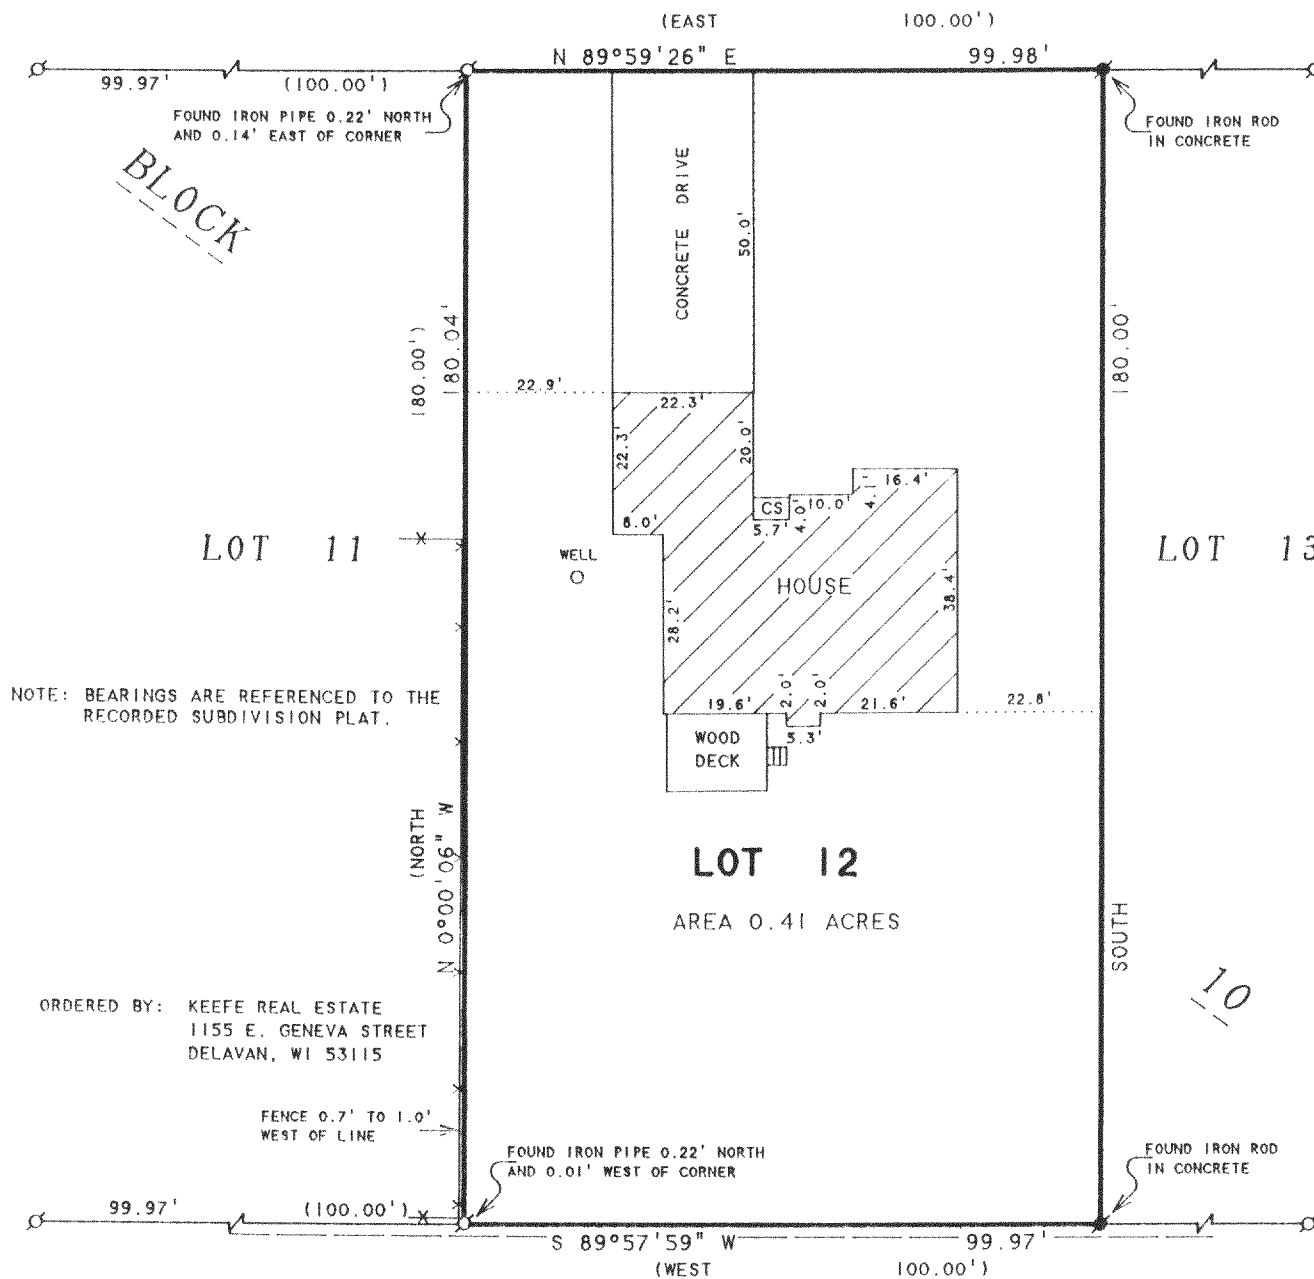 (EAST 100.00')
N 89°59'26" E 99.98'
99.97' (100.00')
FOUND IRON PIPE 0.22' NORTH
AND 0.14' EAST OF CORNER
FOUND IRON ROD
IN CONCRETE
BLOCK
CONCRETE DRIVE
50.0'
180.00')
180.04'
180.00'
22.9'
22.3'
22.3'
20.0'
16.4'
4.1'
CS
10.0'
4.0'
5.7'
8.0'
LOT 11
WELL
HOUSE
LOT 13
28.2'
38.4'
NOTE: BEARINGS ARE REFERENCED TO THE
RECORDED SUBDIVISION PLAT.
19.6'
2.0'
2.0'
21.6'
22.8'
5.3'
WOOD
DECK
(NORTH
N 0°00'06" W
LOT 12
AREA 0.41 ACRES
SOUTH
10
ORDERED BY: KEEFE REAL ESTATE
1155 E. GENEVA STREET
DELAVAN, WI 53115
FENCE 0.7' TO 1.0'
WEST OF LINE
FOUND IRON PIPE 0.22' NORTH
AND 0.01' WEST OF CORNER
FOUND IRON ROD
IN CONCRETE
99.97' (100.00')
S 89°57'59" W 99.97'
(WEST 100.00')